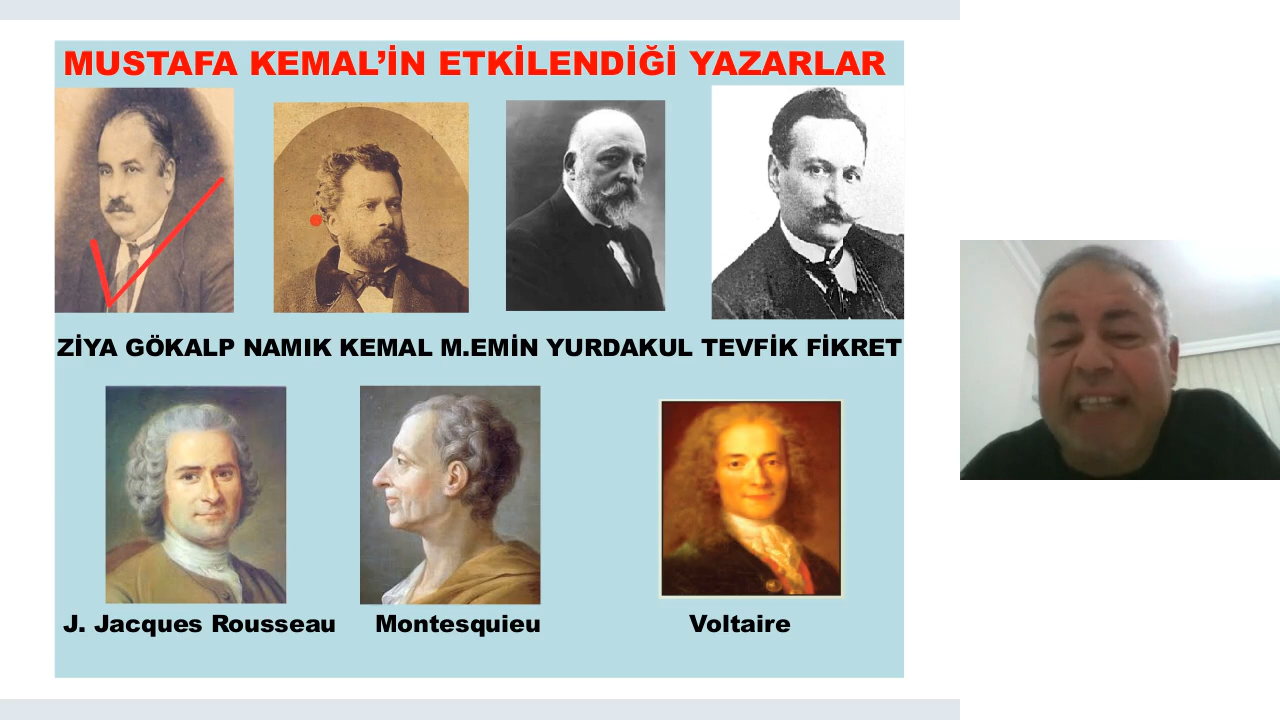 MUSTAFA KEMAL’İN ETKİLENDİĞİ YAZARLAR
ZİYA GÖKALP NAMIK KEMAL M.EMİN YURDAKUL TEVFİK FİKRET
J. Jacques Rousseau Montesquieu Voltaire